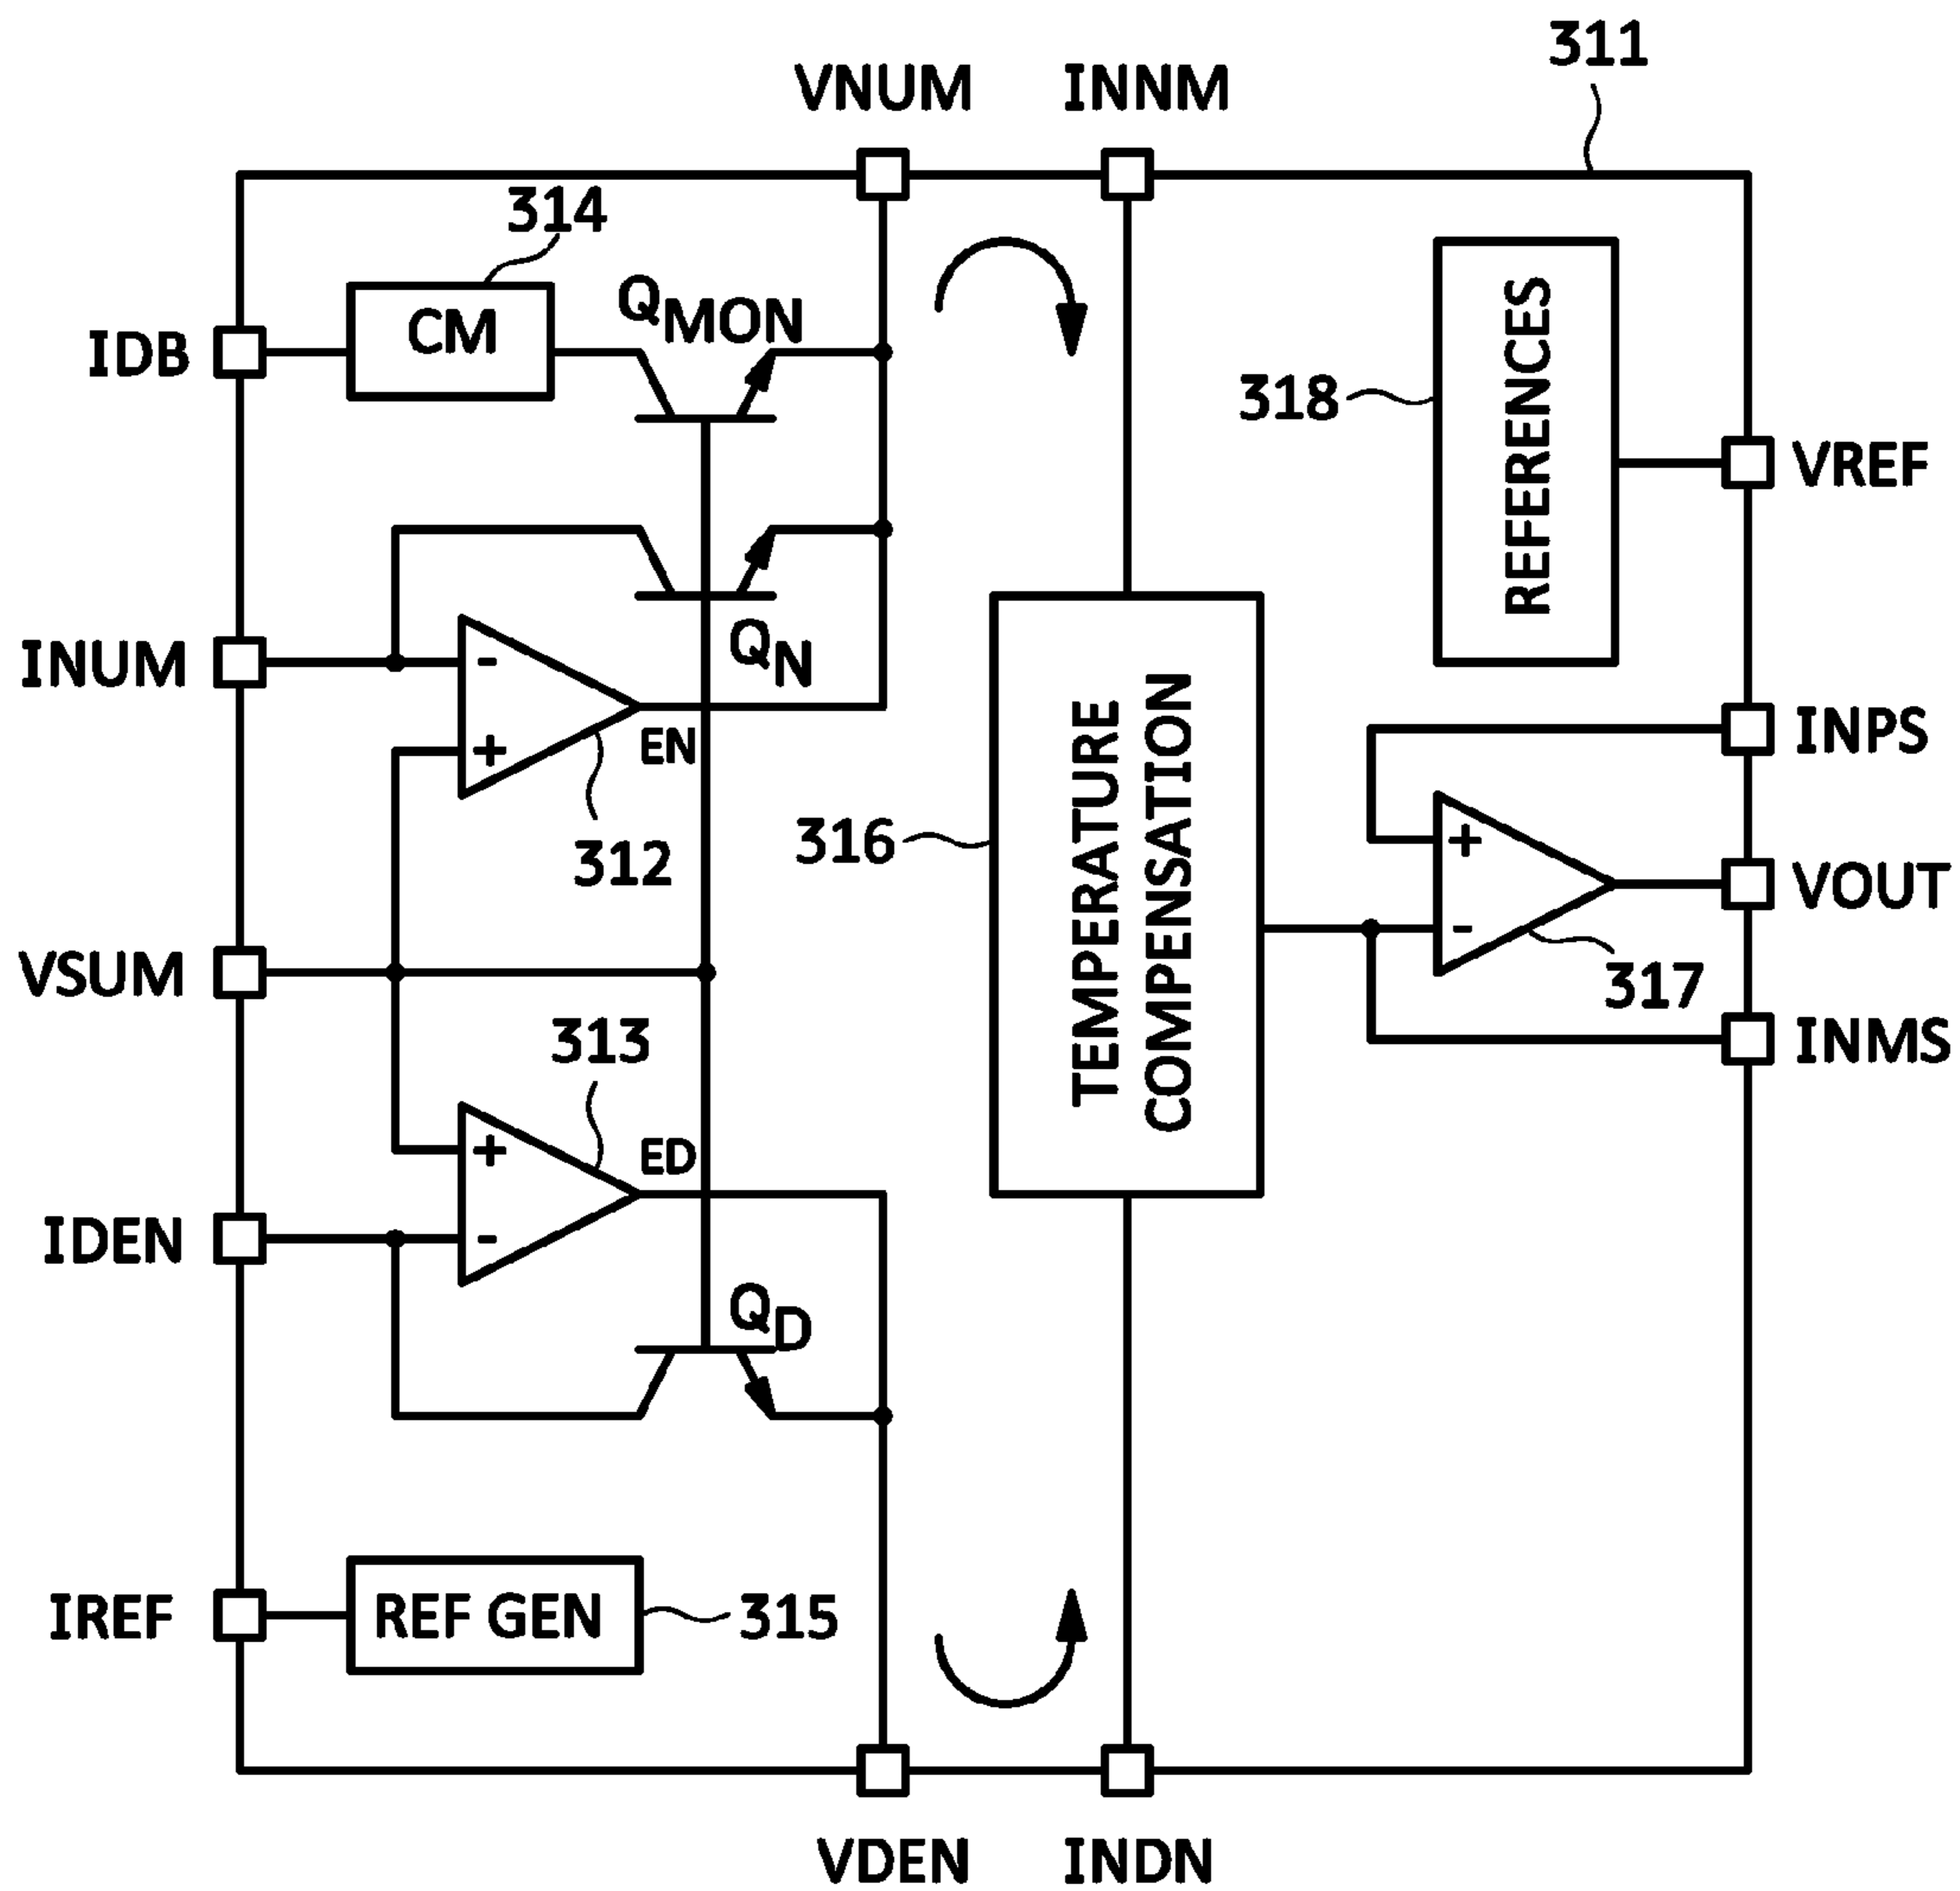 311
VNUM INNM
314
CM
QMON
IDB
318
REFERENCES
VREF
INUM
-
+
EN
QN
312
316
TEMPERATURE
COMPENSATION
INPS
+
-
VOUT
317
INMS
VSUM
313
+
-
ED
IDEN
QD
IREF
REF GEN
315
VDEN INDN